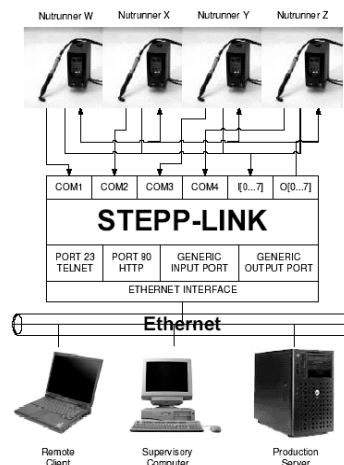 Nutrunner W Nutrunner X Nutrunner Y Nutrunner Z
COM1 COM2 COM3 COM4 I[0...7] O[0...7]
STEPP-LINK
PORT 23 PORT 80 GENERIC GENERIC
TELNET HTTP INPUT PORT OUTPUT PORT
ETHERNET INTERFACE
Ethernet
Remote Supervisory Production
Client Computer Server